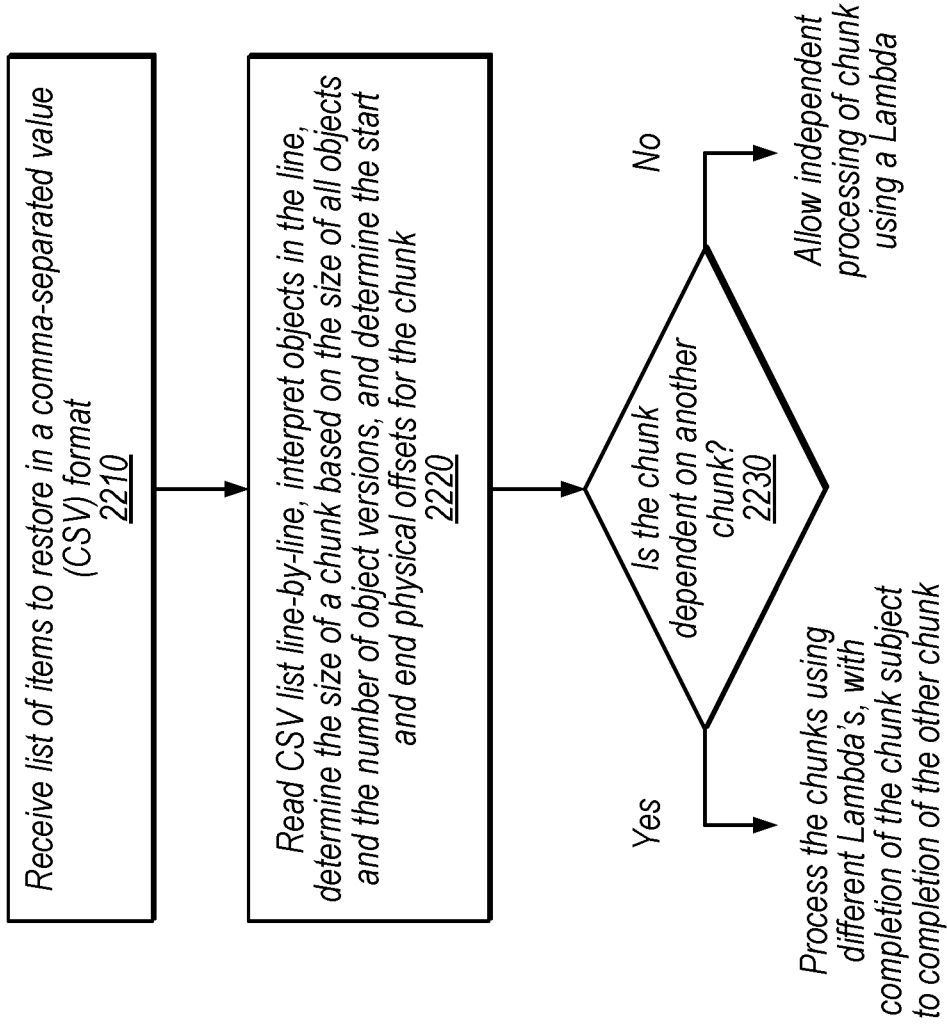 Receive list of items to restore in a comma-separated value
(CSV) format
2210
Read CSV list line-by-line, interpret objects in the line,
determine the size of a chunk based on the size of all objects
and the number of object versions, and determine the start
and end physical offsets for the chunk
2220
Is the chunk
dependent on another
chunk?
2230
Yes
No
Process the chunks using
different Lambda's, with
completion of the chunk subject
to completion of the other chunk
Allow independent
processing of chunk
using a Lambda